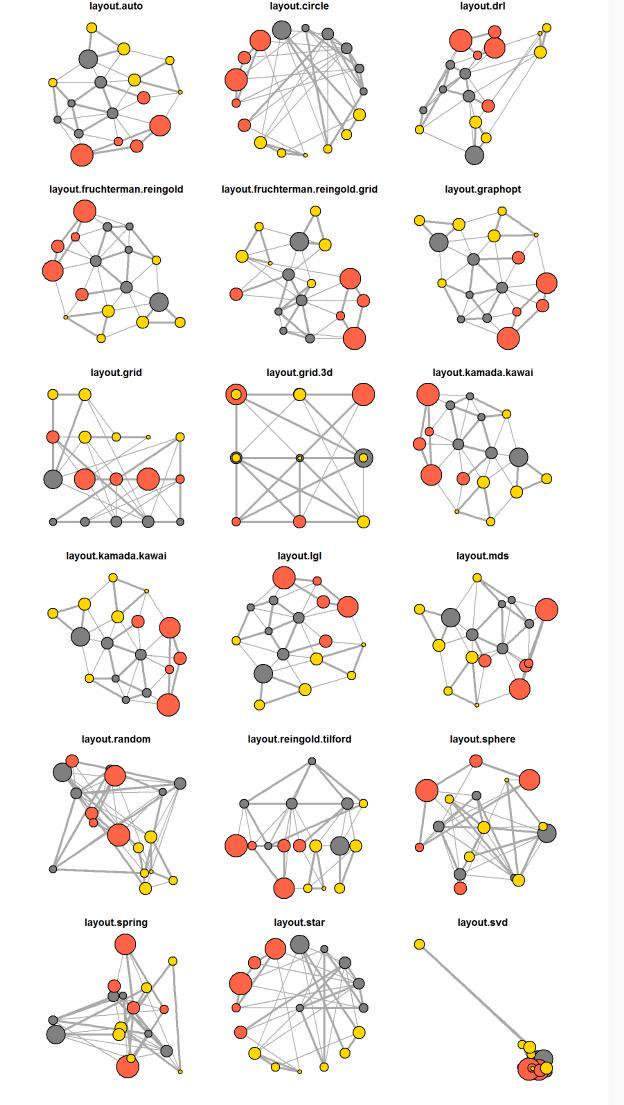 layout.auto
layout.circle
layout.drl
layout.fruchterman.reingold
layout.fruchterman.reingold.grid
layout.graphopt
layout.grid
layout.grid.3d
layout.kamada.kawai
layout.kamada.kawai
layout.lgl
layout.mds
layout.random
layout.reingold.tilford
layout.sphere
layout.spring
layout.star
layout.svd